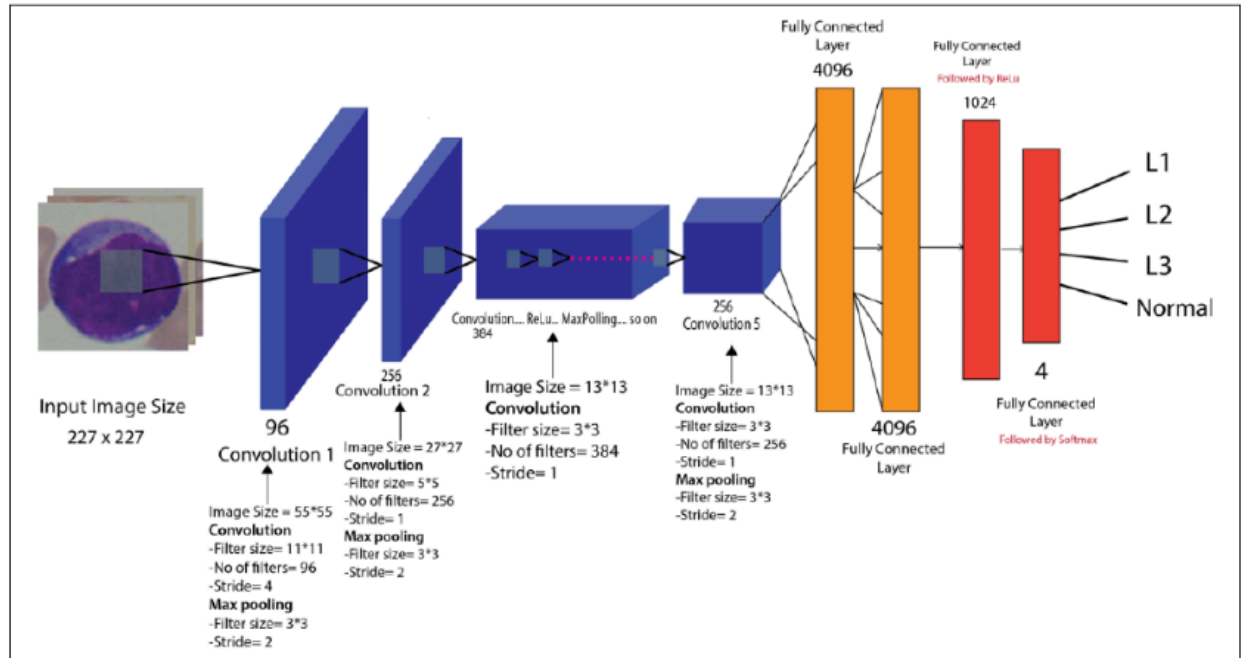 Input Image Size
227 x 227
96
Convolution 1
Image Size = 55*55
Convolution
-Filter size= 11*11
-No of filters= 96
-Stride= 4
Max pooling
-Filter size= 3*3
-Stride= 2
256
Convolution 2
Image Size = 27*27
Convolution
-Filter size= 5*5
-No of filters= 256
-Stride= 1
Max pooling
-Filter size= 3*3
-Stride= 2
Convolution.... ReLu... MaxPolling.... so on
384
Image Size = 13*13
Convolution
-Filter size= 3*3
-No of filters= 384
-Stride= 1
256
Convolution 5
Image Size = 13*13
Convolution
-Filter size= 3*3
-No of filters= 256
-Stride= 1
Max pooling
-Filter size= 3*3
-Stride= 2
Fully Connected
Layer
4096
4096
Fully Connected
Layer
Fully Connected
Layer
Followed by ReLu
1024
4
Fully Connected
Layer
Followed by Softmax
L1
L2
L3
Normal